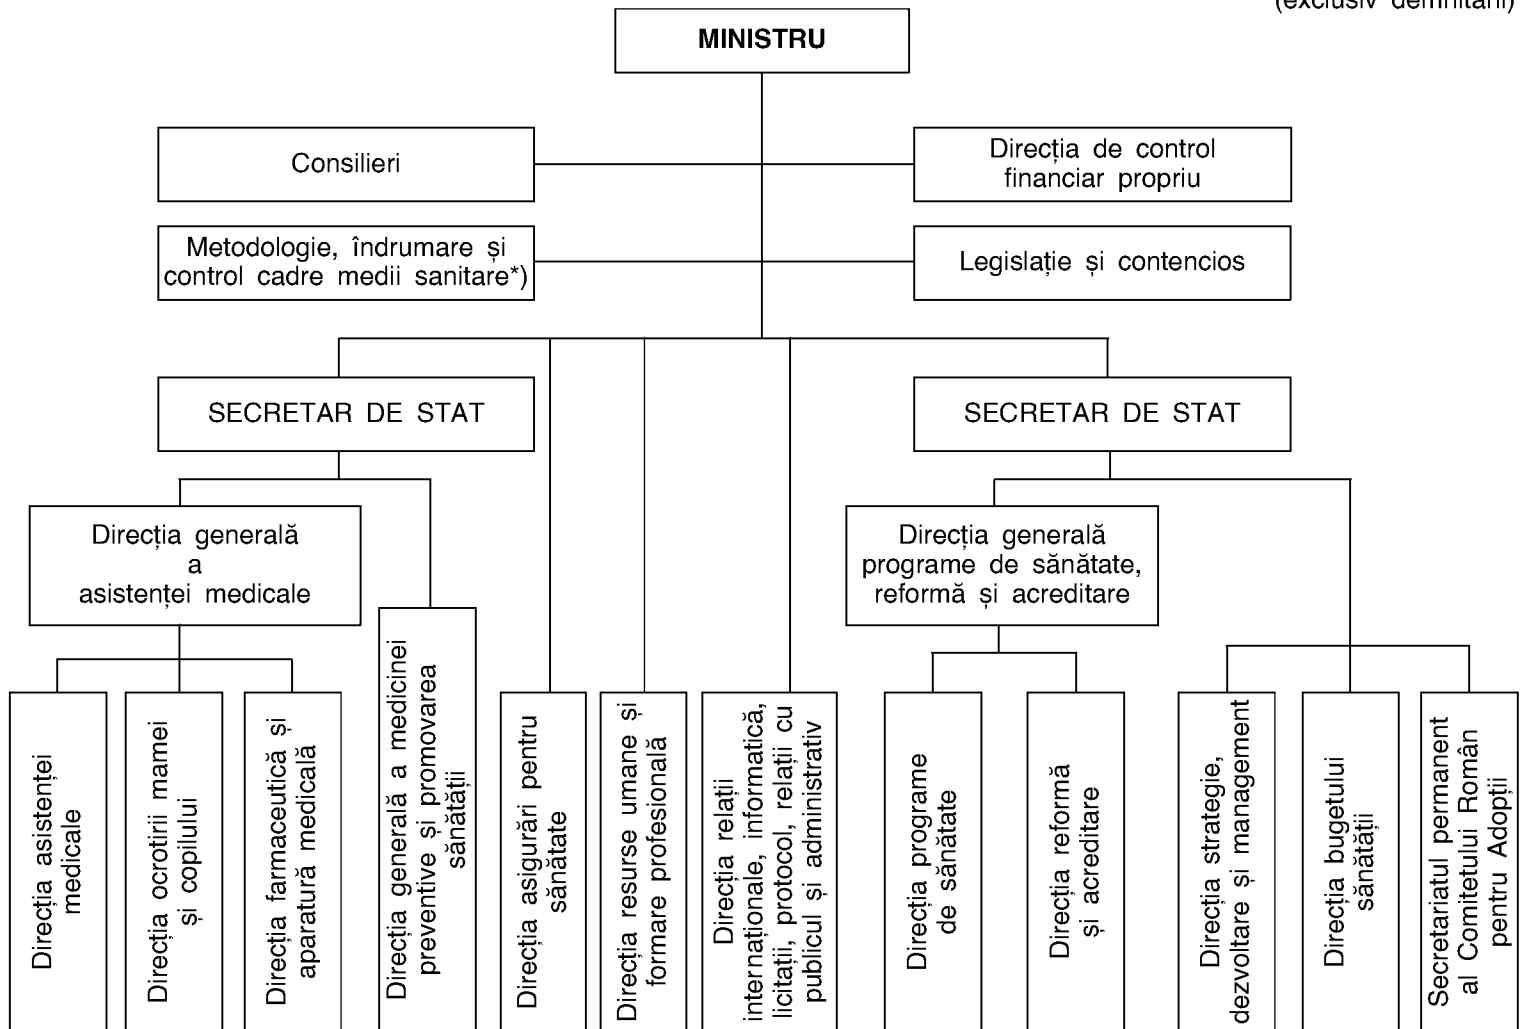 (exclusiv demnitarii)
MINISTRU
Consilieri
Direcția de control
financiar propriu
Metodologie, îndrumare și
control cadre medii sanitare*)
Legislație și contencios
SECRETAR DE STAT
SECRETAR DE STAT
Direcția generală
a
asistenței medicale
Direcția generală
programe de sănătate,
reformă și acreditare
Direcția asistenței
medicale
Direcția ocrotirii mamei
și copilului
Direcția farmaceutică și
aparatură medicală
Direcția generală a medicinei
preventive și promovarea
sănătății
Direcția asigurări pentru
sănătate
Direcția resurse umane și
formare profesională
Direcția relații
internaționale, informatică,
licitații, protocol, relații cu
publicul și administrativ
Direcția programe
de sănătate
Direcția reformă
și acreditare
Direcția strategie,
dezvoltare și management
Direcția bugetului
sănătății
Secretariatul permanent
al Comitetului Român
pentru Adopții